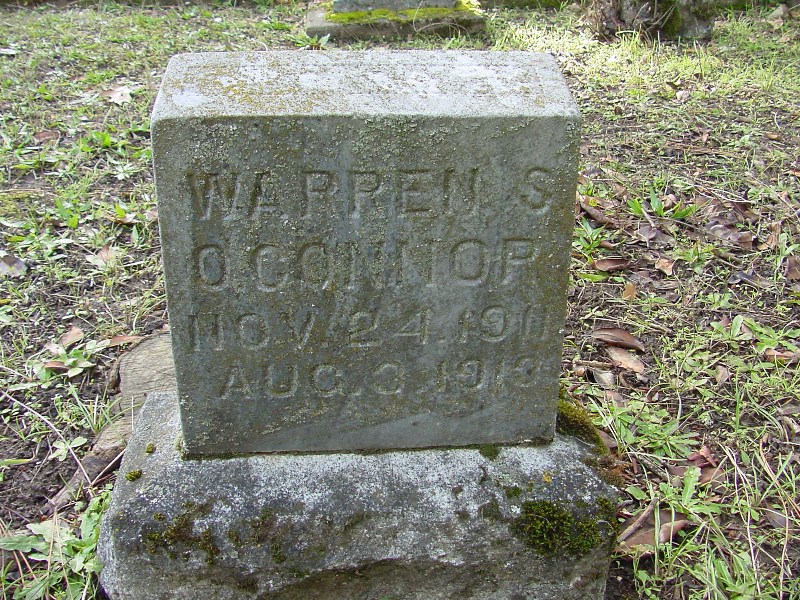 WARREN S
O.CONNOR
NOV. 24. 1911
AUG. 3. 1913